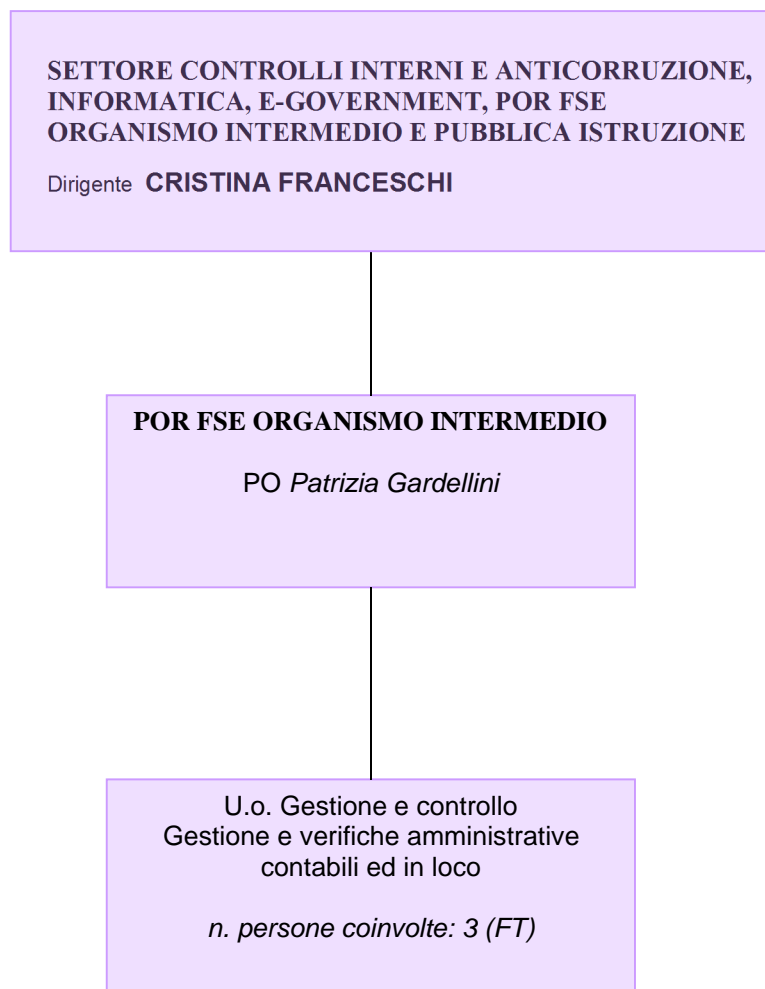 SETTORE CONTROLLI INTERNI E ANTICORRUZIONE,
INFORMATICA, E-GOVERNMENT, POR FSE
ORGANISMO INTERMEDIO E PUBBLICA ISTRUZIONE
Dirigente CRISTINA FRANCESCHI
POR FSE ORGANISMO INTERMEDIO
PO Patrizia Gardellini
U.o. Gestione e controllo
Gestione e verifiche amministrative
contabili ed in loco
n. persone coinvolte: 3 (FT)